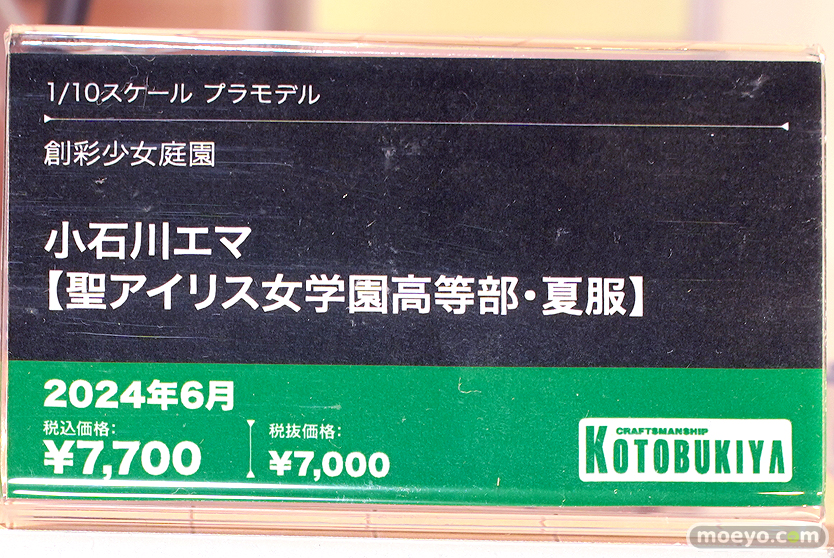 1/10スケール プラモデル
創彩少女庭園
小石川エマ
【聖アイリス女学園高等部・夏服】
2024年6月
税込価格:
¥7,700
税抜価格:
¥7,000
CRAFTSMANSHIP
KOTOBUKIYA
moeyo.com